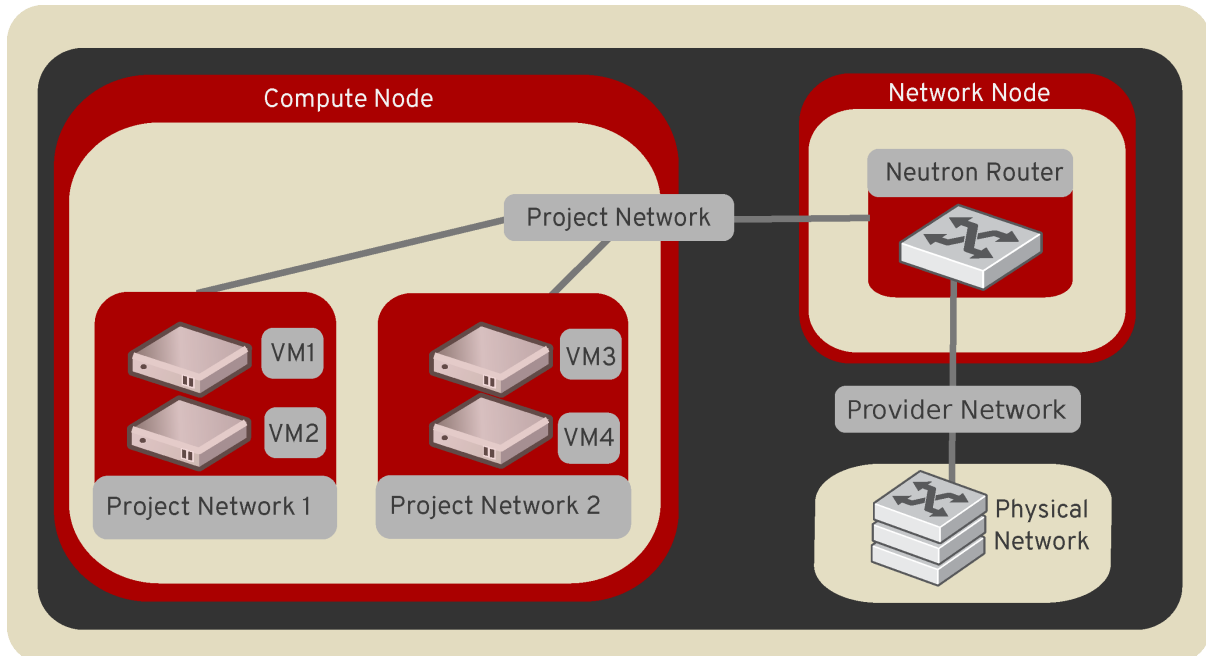 Compute Node
Network Node
Neutron Router
Project Network
VM1
VM3
VM2
VM4
Provider Network
Project Network 1
Project Network 2
Physical
Network